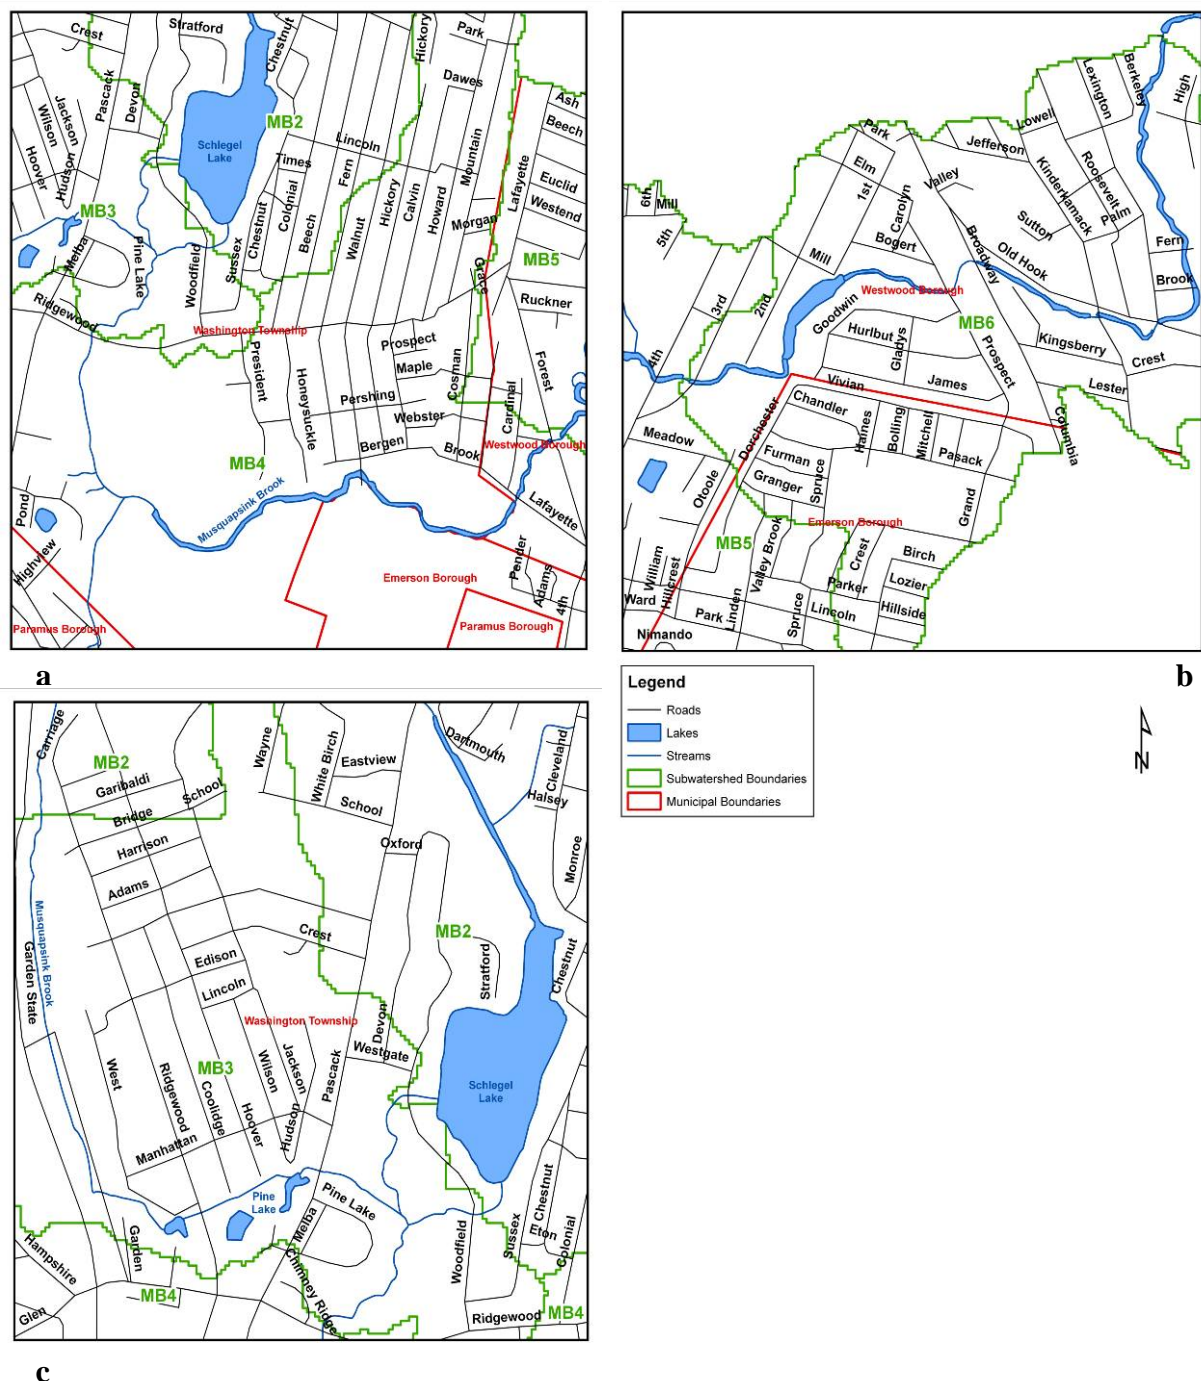 Crest
Stratford
Chestnut
Hickory
Park
Pascack
Devon
Dawes
Jackson
Wilson
Hoover
Hudson
Schlegel
Lake
MB2
Lincoln
Times
Fern
Mountain
Ash
Beech
Lafayette
Euclid
Westend
MB3
Melba
Pine Lake
Woodfield
Sussex
Chestnut
Colonial
Beech
Walnut
Hickory
Calvin
Howard
Morgan
Grace
MB5
Ridgewood
Ruckner
Washington Township
President
Honeysuckle
Prospect
Maple
Cosman
Pershing
Webster
Bergen
Brook
Cardinal
Forest
Westwood Borough
MB4
Musquapsink Brook
Lafayette
Pond
Highview
Pender
Adams
4th
Emerson Borough
Paramus Borough
Paramus Borough
a
Lexington
Berkeley
High
Lowell
Park
Jefferson
Elm
1st
Carolyn
Valley
Kinderkamack
Roosevelt
Palm
6th
Mill
5th
Sutton
Bogert
Broadway
Old Hook
Fern
Brook
Mill
3rd
2nd
Goodwin
Westwood Borough
MB6
Hurlbut
Gladys
Prospect
Kingsberry
Crest
4th
Vivian
James
Lester
Chandler
Columbia
Dorchester
Haines
Bolling
Mitchell
Pasack
Meadow
Furman
Granger
Spruce
Otoole
Grand
Emerson Borough
MB5
Valley Brook
Crest
Birch
William
Hillcrest
Parker
Lozier
Ward
Park
Linden
Spruce
Lincoln
Hillside
Nimando
b
Legend
Roads
Lakes
Streams
Subwatershed Boundaries
Municipal Boundaries
N
Carriage
MB2
Garibaldi
School
Bridge
Wayne
White Birch
Eastview
School
Dartmouth
Cleveland
Halsey
Harrison
Oxford
Monroe
Adams
Musquapsink Brook
Garden State
Crest
MB2
Stratford
Chestnut
Edison
Lincoln
Washington Township
Devon
Westgate
West
Ridgewood
MB3
Coolidge
Wilson
Jackson
Pascack
Hoover
Hudson
Schlegel
Lake
Manhattan
Pine
Lake
Pine Lake
Melba
Chestnut
Eton
Colonial
Sussex
Woodfield
Hampshire
Garden
Chimney Ridge
MB4
Glen
Ridgewood
MB4
c